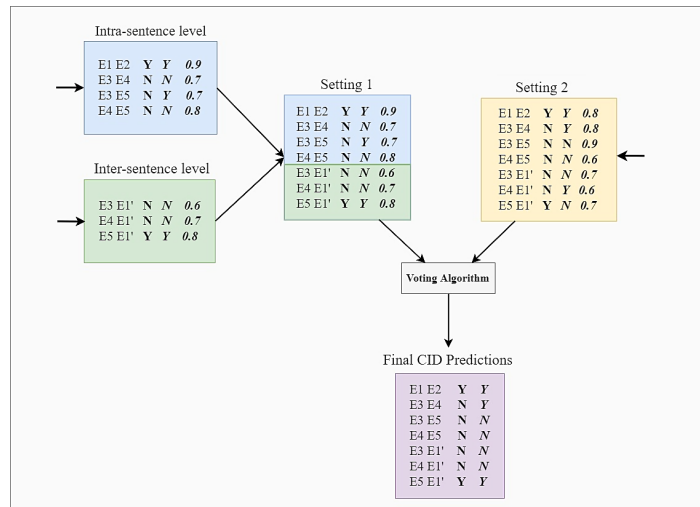 Intra-sentence level
E1 E2 Y Y 0.9
E3 E4 N N 0.7
E3 E5 N Y 0.7
E4 E5 N N 0.8
Inter-sentence level
E3 E1' N N 0.6
E4 E1' N N 0.7
E5 E1' Y Y 0.8
Setting 1
E1 E2 Y Y 0.9
E3 E4 N N 0.7
E3 E5 N Y 0.7
E4 E5 N N 0.8
E3 E1' N N 0.6
E4 E1' N N 0.7
E5 E1' Y Y 0.8
Setting 2
E1 E2 Y Y 0.8
E3 E4 N Y 0.8
E3 E5 N N 0.9
E4 E5 N N 0.6
E3 E1' N N 0.7
E4 E1' N Y 0.6
E5 E1' Y N 0.7
Voting Algorithm
Final CID Predictions
E1 E2 Y Y
E3 E4 N Y
E3 E5 N N
E4 E5 N N
E3 E1' N N
E4 E1' N N
E5 E1' Y Y